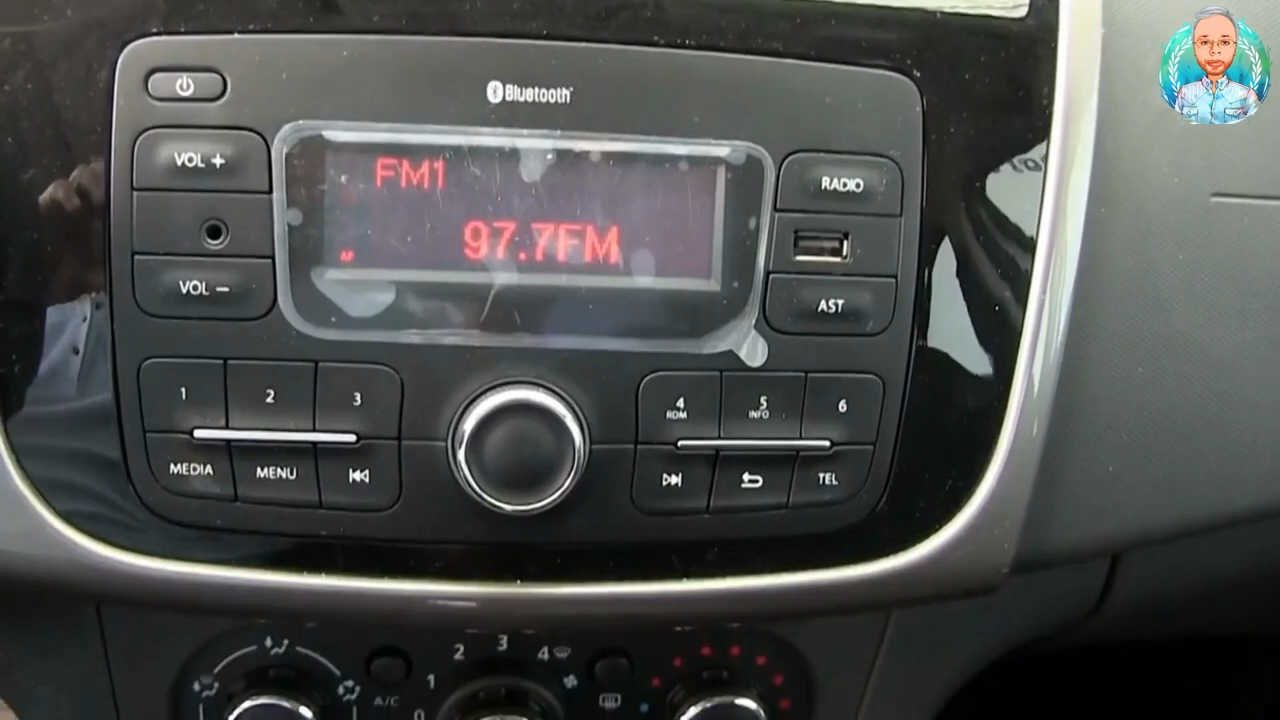 Bluetooth
VOL +
FM1
RADIO
97.7FM
AF
VOL −
AST
1
2
3
4
RDM
5
INFO
6
MEDIA
MENU
TEL
A/C
0
1
2
3
4